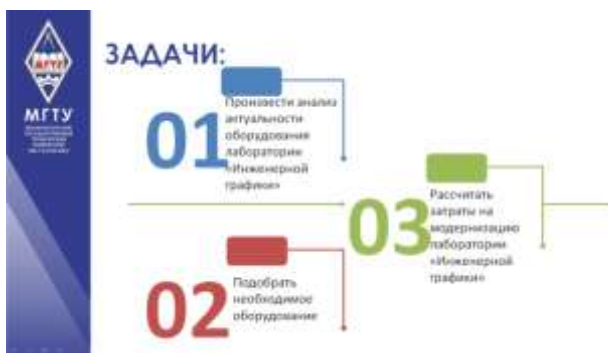 ЗАДАЧИ:
МГТУ
01
Произвести анализ
актуальности
оборудования
лаборатории
«Инженерной
графики»
02
Подобрать
необходимое
оборудование
03
Рассчитать
затраты на
модернизацию
лаборатории
«Инженерной
графики»